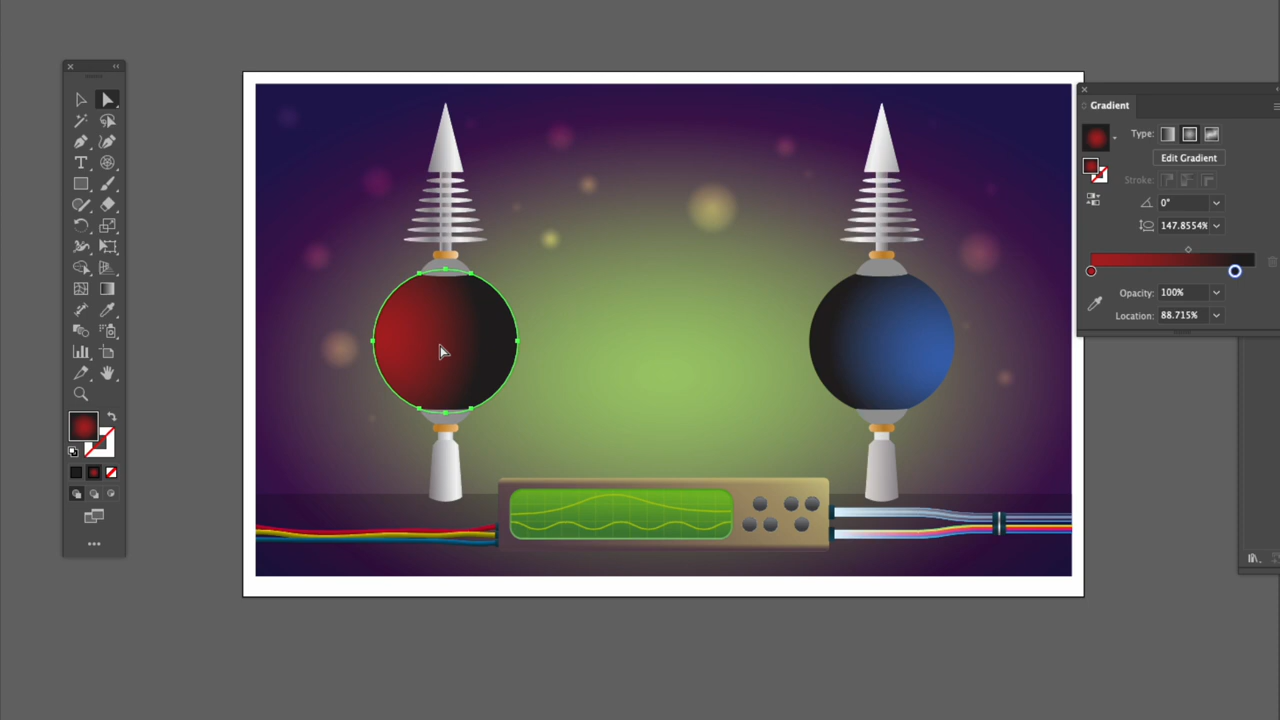 Gradient
Type:
Edit Gradient
Stroke:
0°
147.8554%
Opacity: 100%
Location: 88.715%